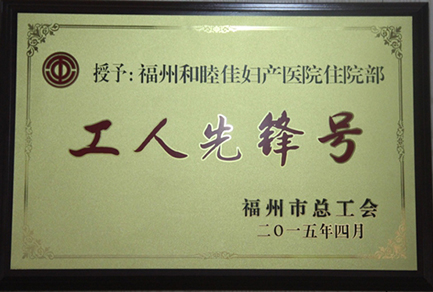 授予:福州和睦佳妇产医院住院部
工人先锋号
福州市总工会
二〇一五年四月